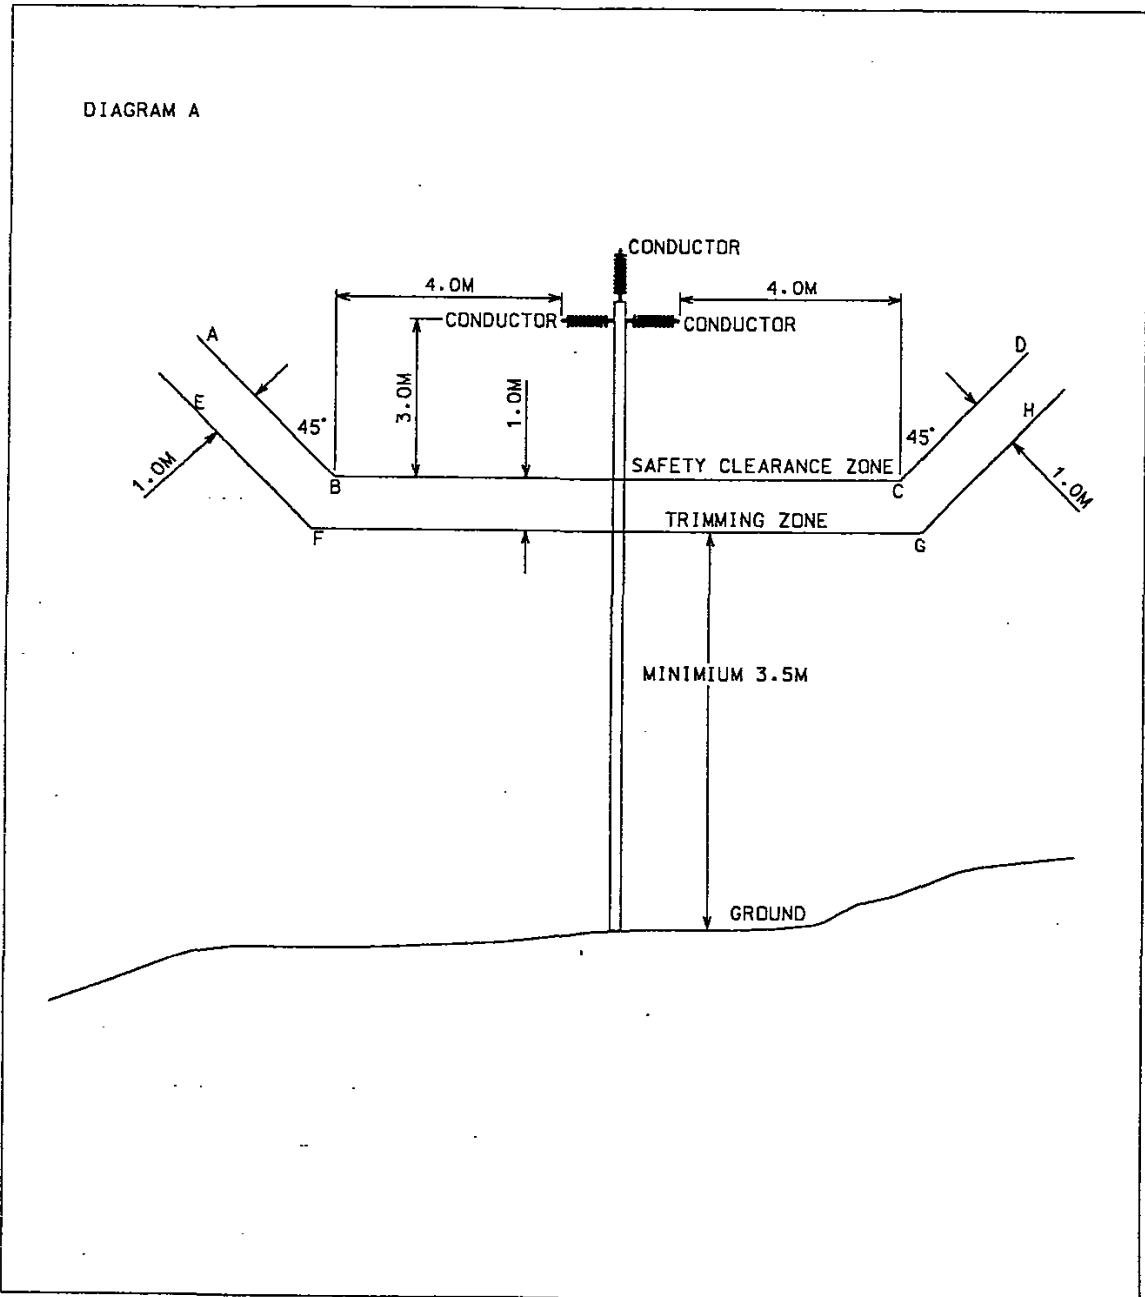 DIAGRAM A
CONDUCTOR
4.0M
4.0M
CONDUCTOR
CONDUCTOR
A
D
E
H
3.0M
1.0M
45°
45°
1.0M
1.0M
SAFETY CLEARANCE ZONE
B
C
TRIMMING ZONE
F
G
MINIMIUM 3.5M
GROUND